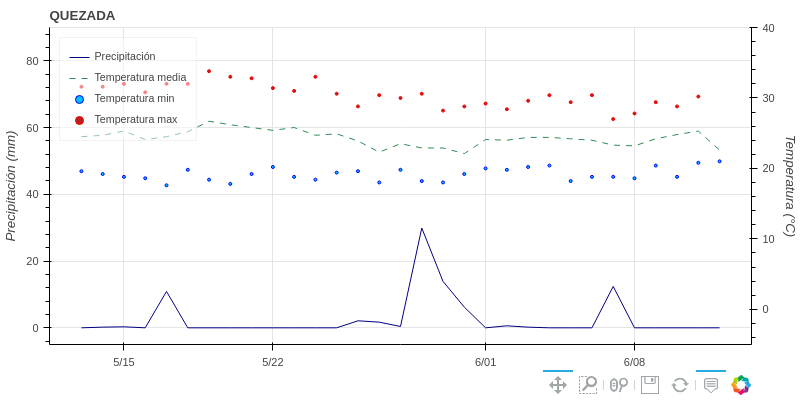 QUEZADA
Precipitación
Temperatura media
Temperatura min
Temperatura max
Precipitación (mm)
80
60
40
20
0
Temperatura (°C)
40
30
20
10
0
5/15
5/22
6/01
6/08